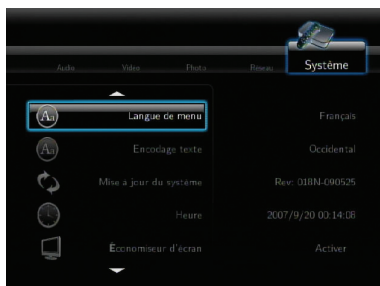 Audio Vidéo Photo Réseau Système
Langue de menu Français
Encodage texte Occidental
Mise à jour du système Rev: 018N-090525
Heure 2007/9/20 00:14:08
Économiseur d'écran Activer